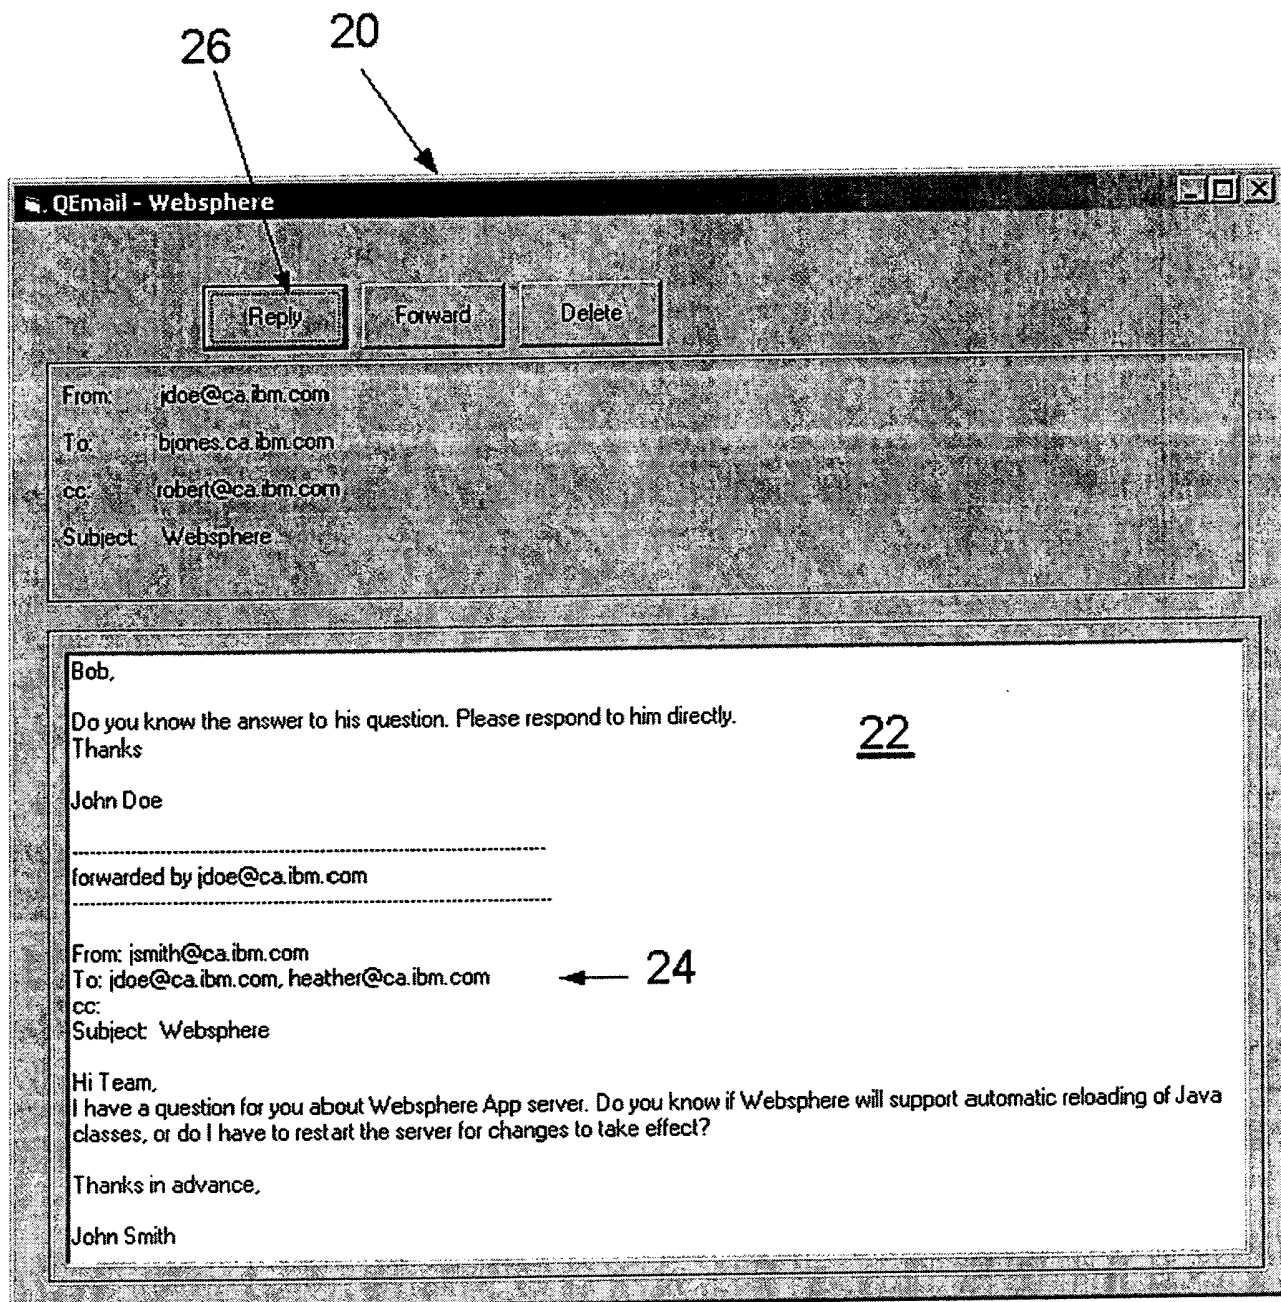 26
20
QEmail - Websphere
Reply
Forward
Delete
From: jdoe@ca.ibm.com
To: bjones.ca.ibm.com
cc: robert@ca.ibm.com
Subject: Websphere
Bob,
Do you know the answer to his question. Please respond to him directly.
Thanks
22
John Doe
----------------------------------------------------------------
forwarded by jdoe@ca.ibm.com
----------------------------------------------------------------
From: jsmith@ca.ibm.com
To: jdoe@ca.ibm.com, heather@ca.ibm.com
24
cc:
Subject: Websphere
Hi Team,
I have a question for you about Websphere App server. Do you know if Websphere will support automatic reloading of Java
classes, or do I have to restart the server for changes to take effect?
Thanks in advance,
John Smith